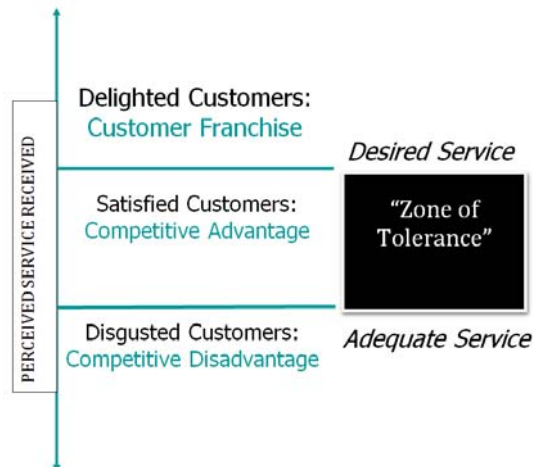 PERCEIVED SERVICE RECEIVED
Delighted Customers:
Customer Franchise
Desired Service
Satisfied Customers:
Competitive Advantage
“Zone of
Tolerance”
Disgusted Customers:
Competitive Disadvantage
Adequate Service